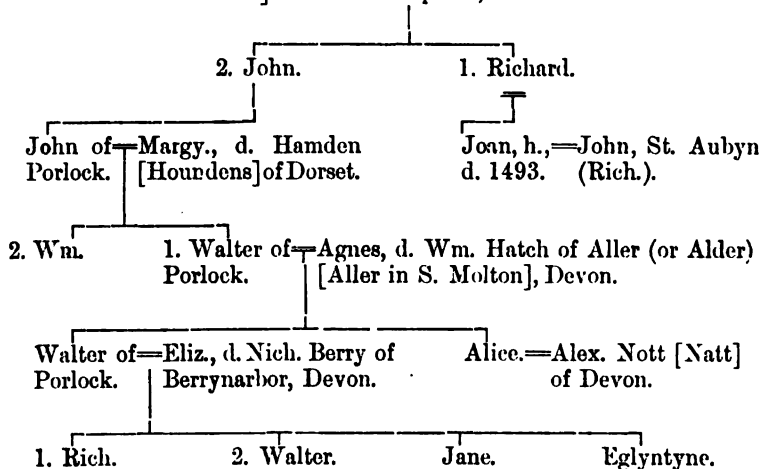 2. John. 1. Richard.
John of Margy., d. Hamden Joan, h., John, St. Aubyn
Porlock. [Houndens] of Dorset. d. 1493. (Rich.).
2. Wm. 1. Walter of Agnes, d. Wm. Hatch of Aller (or Alder)
Porlock. [Aller in S. Molton], Devon.
Walter of Eliz., d. Nich. Berry of Alice. Alex. Nott [Natt]
Porlock. Berrynarbor, Devon. of Devon.
1. Rich. 2. Walter. Jane. Eglyntyne.